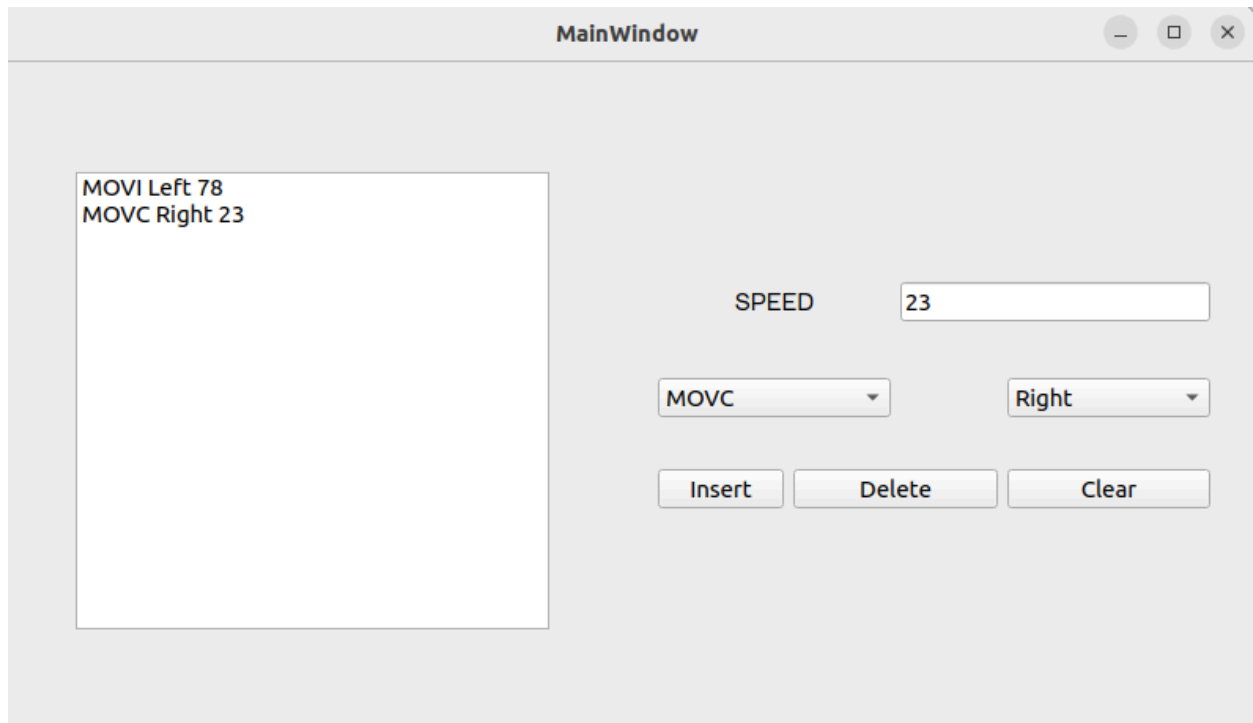 MainWindow
MOVI Left 78
MOVC Right 23
SPEED 23
MOVC Right
Insert Delete Clear